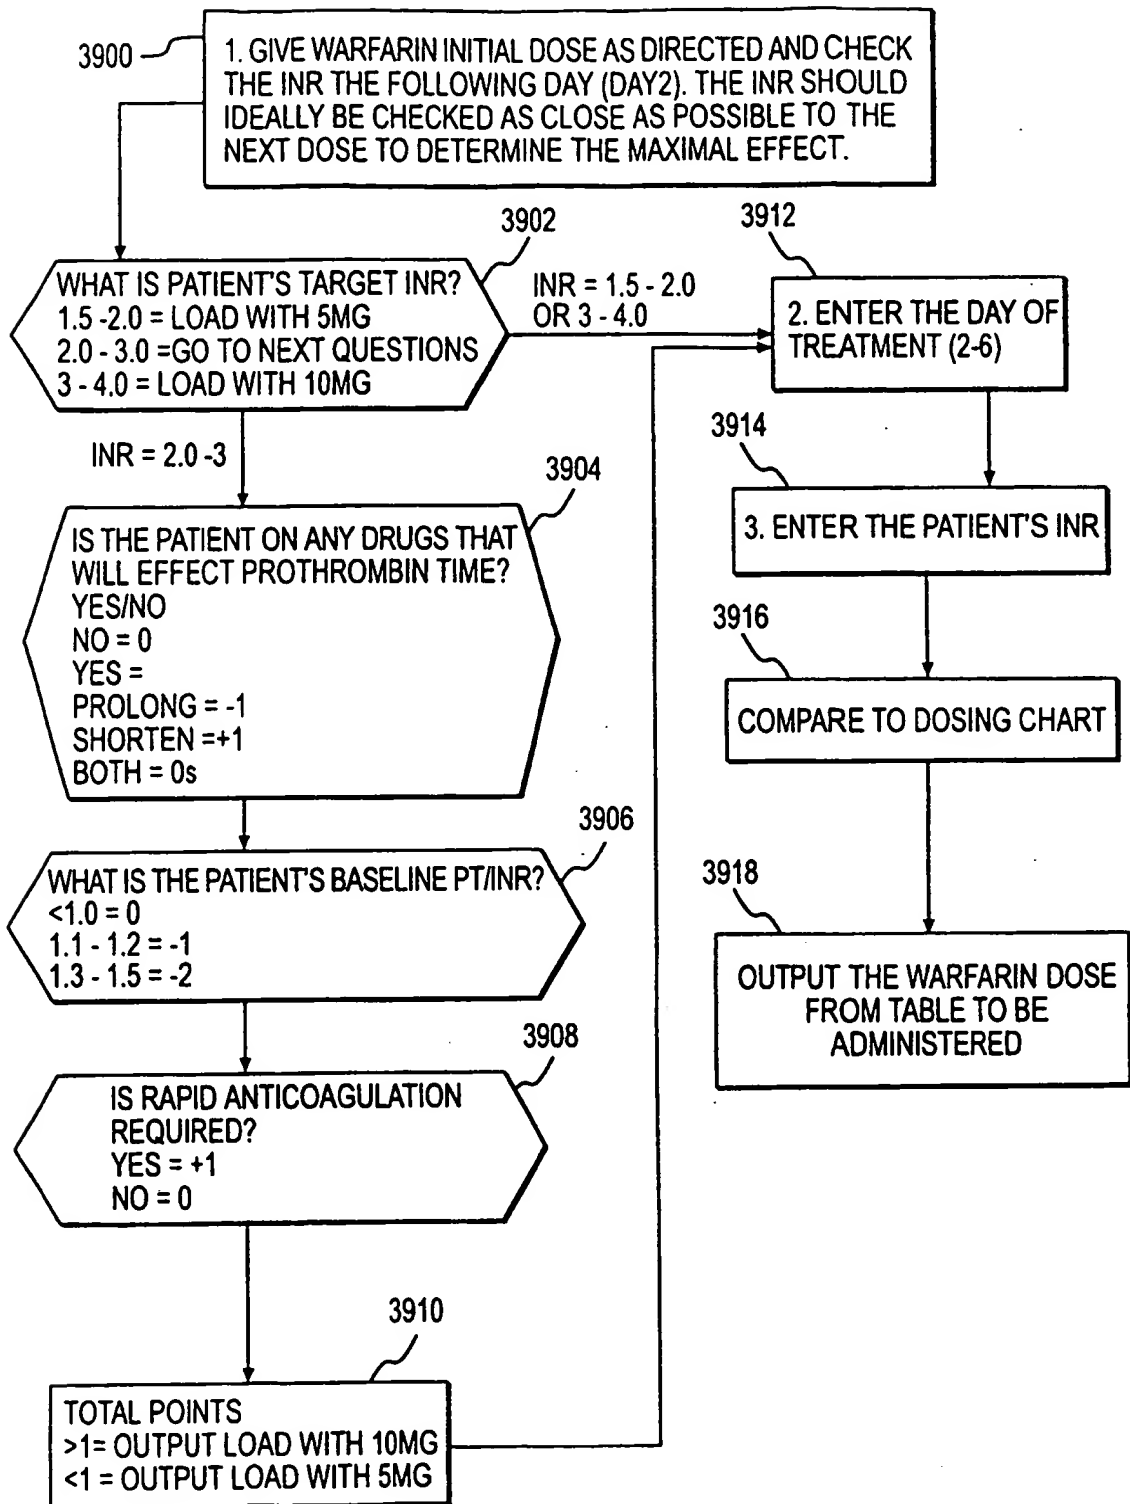 3900
1. GIVE WARFARIN INITIAL DOSE AS DIRECTED AND CHECK
THE INR THE FOLLOWING DAY (DAY2). THE INR SHOULD
IDEALLY BE CHECKED AS CLOSE AS POSSIBLE TO THE
NEXT DOSE TO DETERMINE THE MAXIMAL EFFECT.
3902
WHAT IS PATIENT'S TARGET INR?
1.5 -2.0 = LOAD WITH 5MG
2.0 - 3.0 =GO TO NEXT QUESTIONS
3 - 4.0 = LOAD WITH 10MG
INR = 1.5 - 2.0
OR 3 - 4.0
INR = 2.0 -3
3904
IS THE PATIENT ON ANY DRUGS THAT
WILL EFFECT PROTHROMBIN TIME?
YES/NO
NO = 0
YES =
PROLONG = -1
SHORTEN =+1
BOTH = 0s
3906
WHAT IS THE PATIENT'S BASELINE PT/INR?
<1.0 = 0
1.1 - 1.2 = -1
1.3 - 1.5 = -2
3908
IS RAPID ANTICOAGULATION
REQUIRED?
YES = +1
NO = 0
3910
TOTAL POINTS
>1= OUTPUT LOAD WITH 10MG
<1 = OUTPUT LOAD WITH 5MG
3912
2. ENTER THE DAY OF
TREATMENT (2-6)
3914
3. ENTER THE PATIENT'S INR
3916
COMPARE TO DOSING CHART
3918
OUTPUT THE WARFARIN DOSE
FROM TABLE TO BE
ADMINISTERED